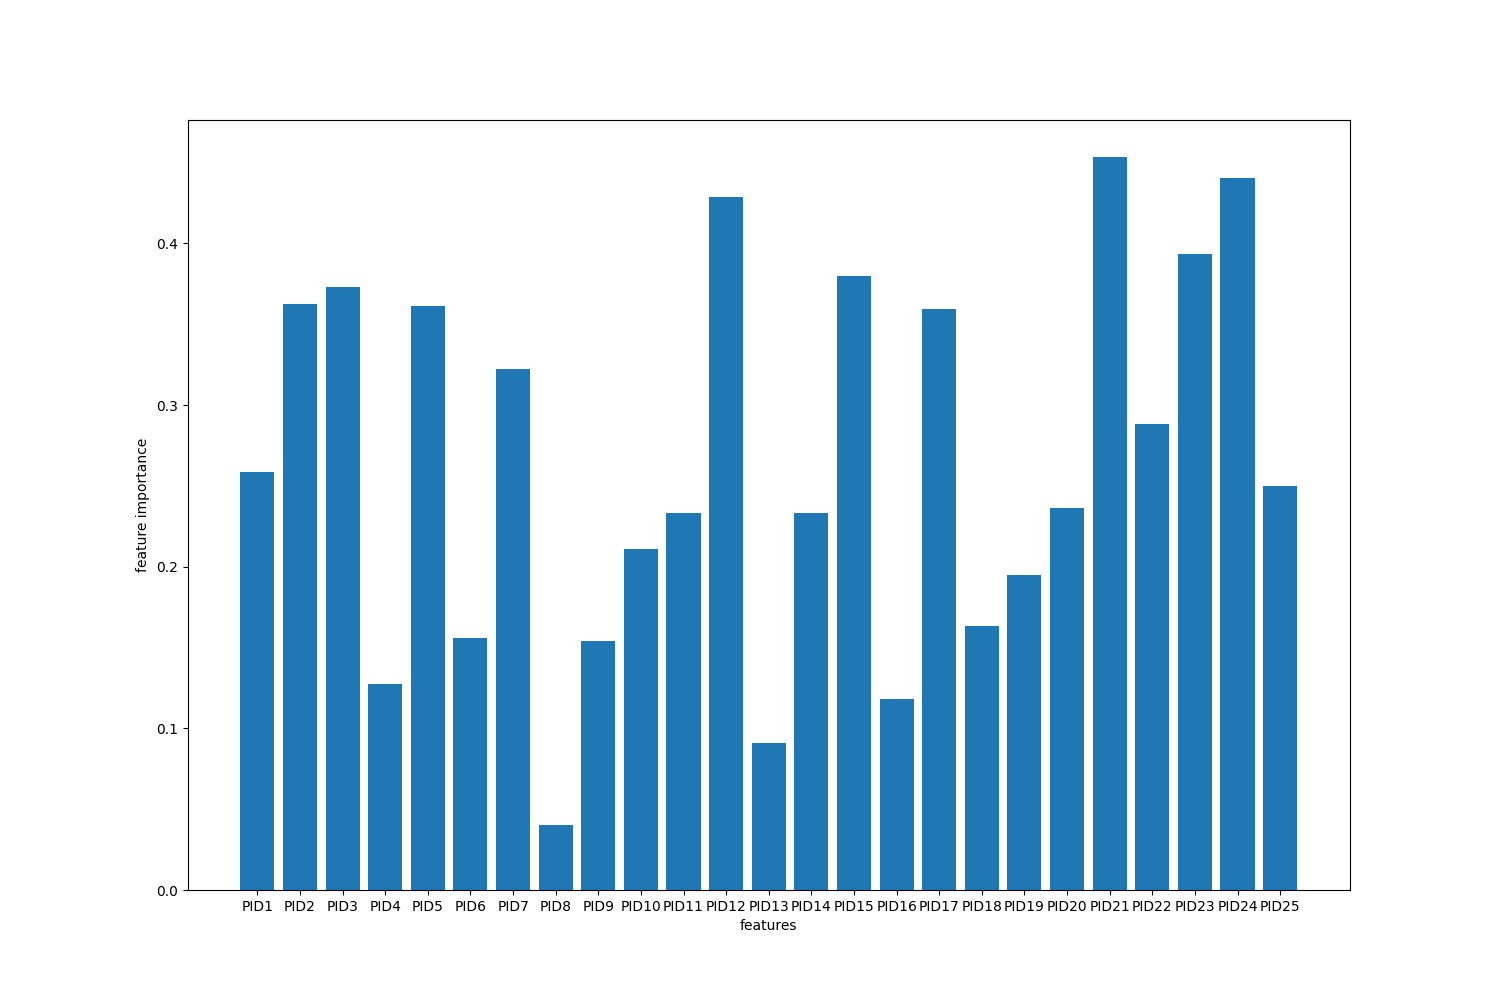 0.4
0.3
0.2
0.1
0.0
feature importance
PID1 PID2 PID3 PID4 PID5 PID6 PID7 PID8 PID9 PID10 PID11 PID12 PID13 PID14 PID15 PID16 PID17 PID18 PID19 PID20 PID21 PID22 PID23 PID24 PID25
features